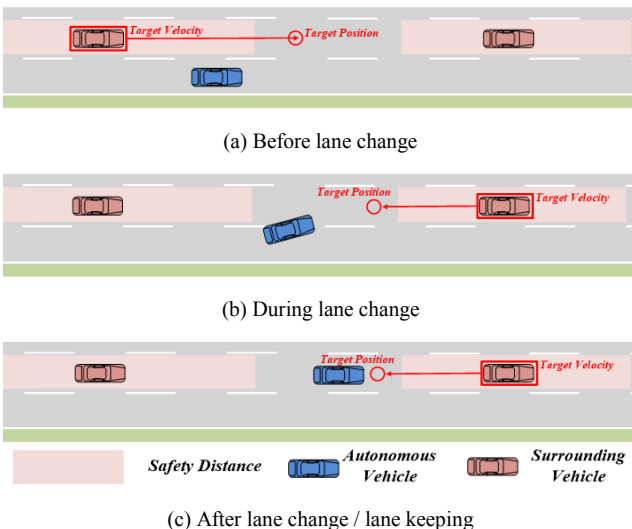 Target Velocity
Target Position
(a) Before lane change
Target Position
Target Velocity
(b) During lane change
Target Position
Target Velocity
Safety Distance
Autonomous
Vehicle
Surrounding
Vehicle
(c) After lane change / lane keeping